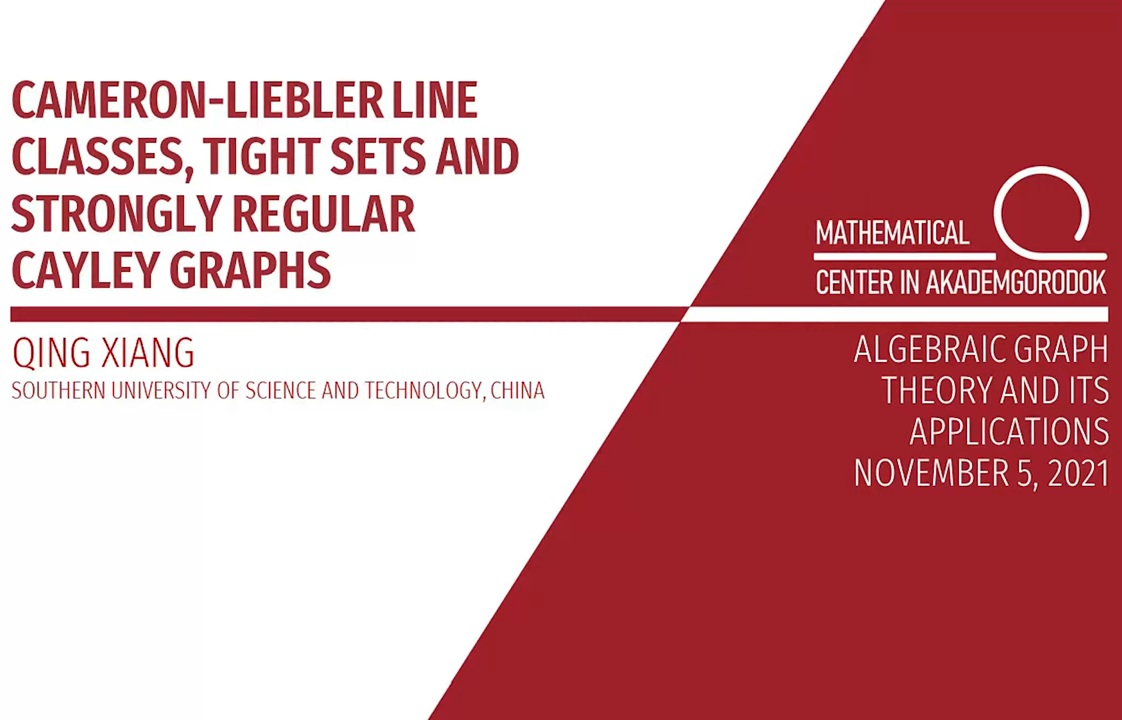 CAMERON-LIEBLER LINE
CLASSES, TIGHT SETS AND
STRONGLY REGULAR
CAYLEY GRAPHS
QING XIANG
SOUTHERN UNIVERSITY OF SCIENCE AND TECHNOLOGY, CHINA
MATHEMATICAL
CENTER IN AKADEMGORODOK
ALGEBRAIC GRAPH
THEORY AND ITS
APPLICATIONS
NOVEMBER 5, 2021